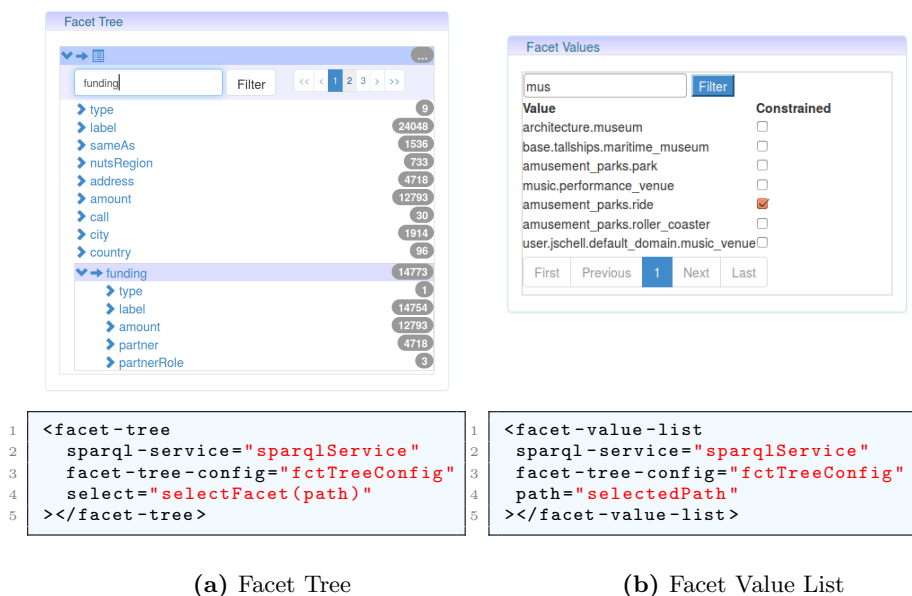 Facet Tree
...
funding
Filter
<< < 1 2 3 > >>
type 9
label 24048
sameAs 1536
nutsRegion 733
address 4718
amount 12793
call 30
city 1914
country 96
funding 14773
type 1
label 14754
amount 12793
partner 4718
partnerRole 3
Facet Values
mus Filter
Value Constrained
architecture.museum
base.tallships.maritime_museum
amusement_parks.park
music.performance_venue
amusement_parks.ride
amusement_parks.roller_coaster
user.jschell.default_domain.music_venue
First Previous 1 Next Last
1 <facet-tree
2 sparql-service="sparqlService"
3 facet-tree-config="fctTreeConfig"
4 select="selectFacet(path)"
5 ></facet-tree>
1 <facet-value-list
2 sparql-service="sparqlService"
3 facet-tree-config="fctTreeConfig"
4 path="selectedPath"
5 ></facet-value-list>
(a) Facet Tree
(b) Facet Value List